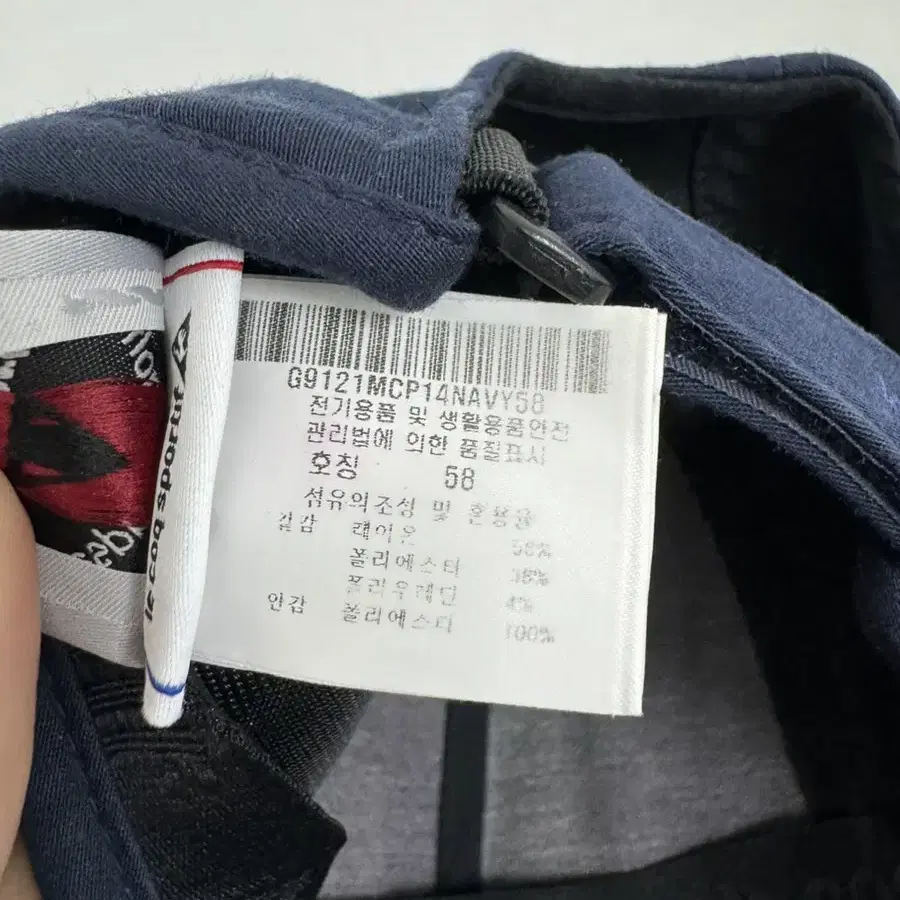 le coq sportif
G9121MCP14NAVY58
전기용품 및 생활용품안전
관리법에 의한 품질표시
호칭 58
섬유의조성 및 혼용율
겉감 레이온 58%
폴리에스터 38%
폴리우레탄 4%
안감 폴리에스터 100%